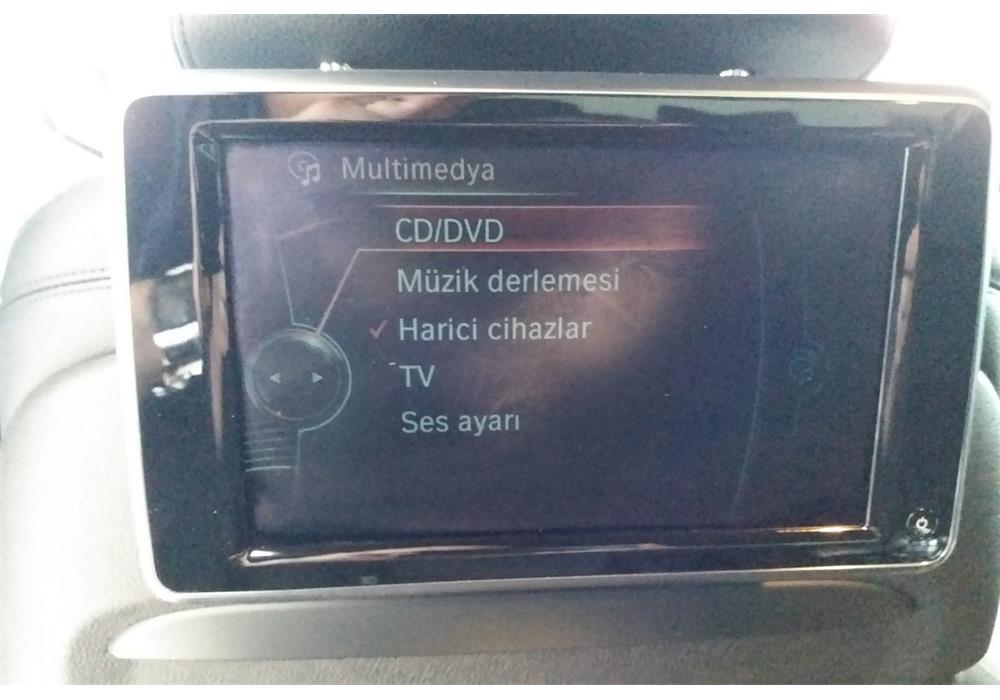 Multimedya
CD/DVD
Müzik derlemesi
Harici cihazlar
TV
Ses ayarı